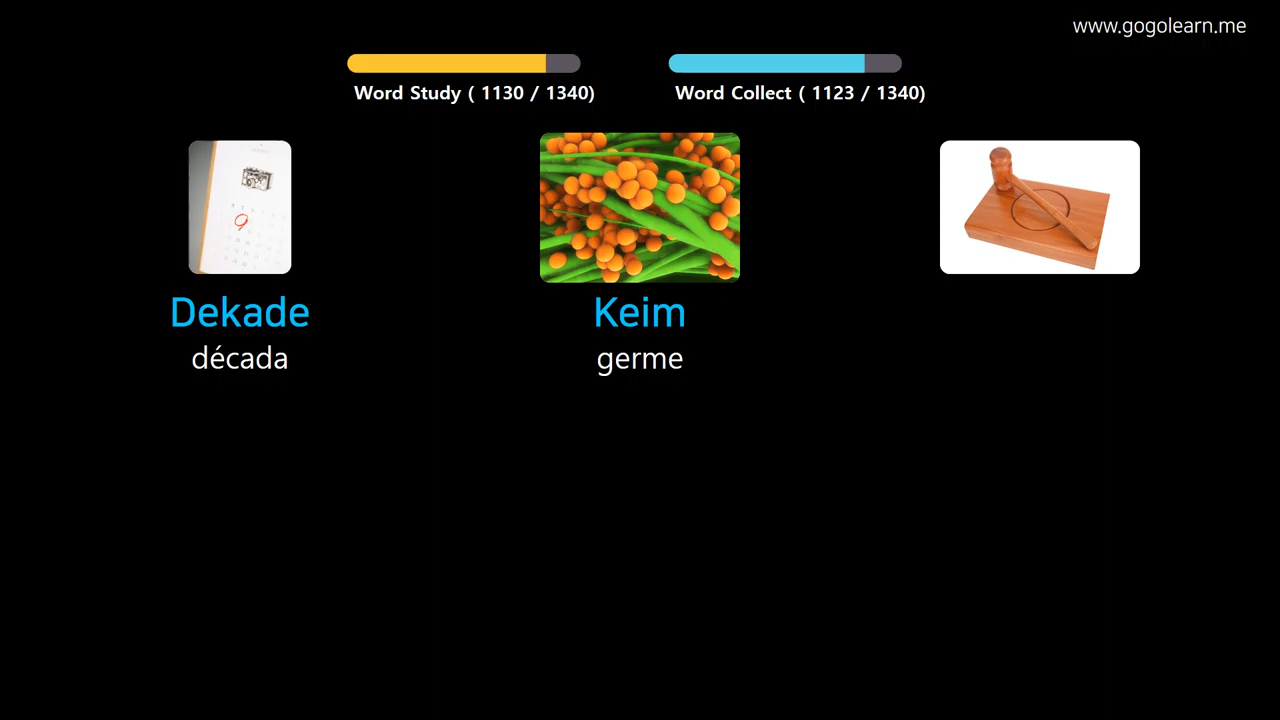 www.gogolearn.me
Word Study ( 1130 / 1340)
Word Collect ( 1123 / 1340)
Dekade
Keim
década
germe